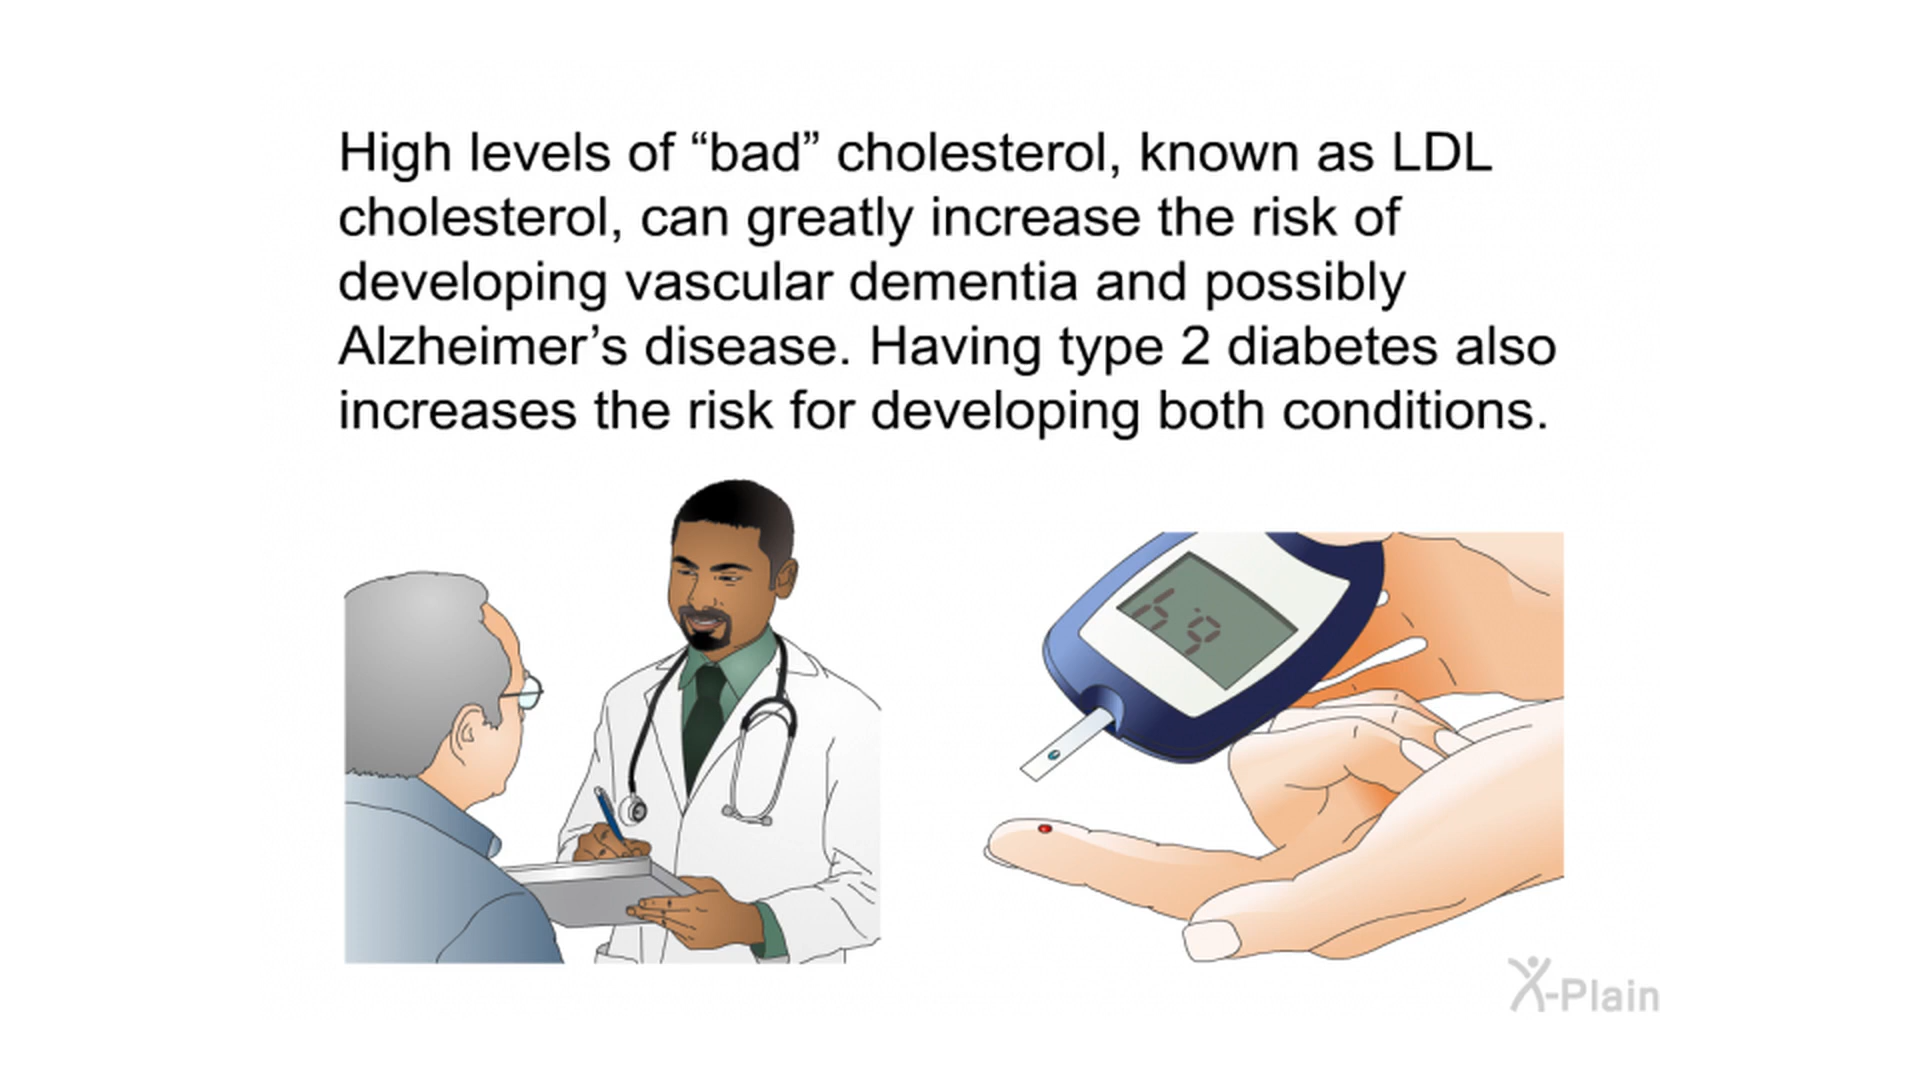 High levels of “bad” cholesterol, known as LDL
cholesterol, can greatly increase the risk of
developing vascular dementia and possibly
Alzheimer’s disease. Having type 2 diabetes also
increases the risk for developing both conditions.
X-Plain